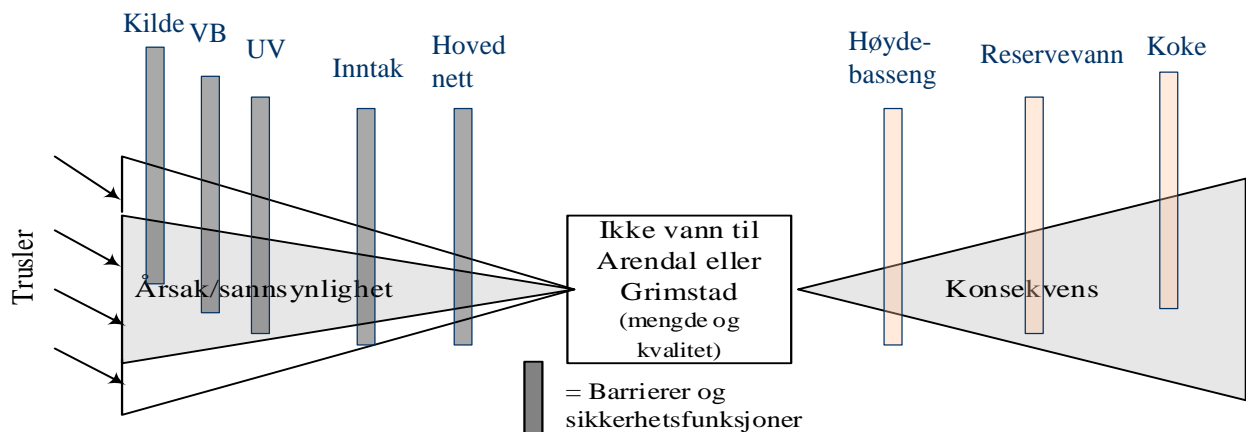 Kilde
VB
UV
Inntak
Hoved
nett
Høyde-
basseng
Reservevann
Koke
Trusler
Årsak/sannsynlighet
Ikke vann til
Arendal eller
Grimstad
(mengde og
kvalitet)
Konsekvens
= Barrierer og
sikkerhetsfunksjoner